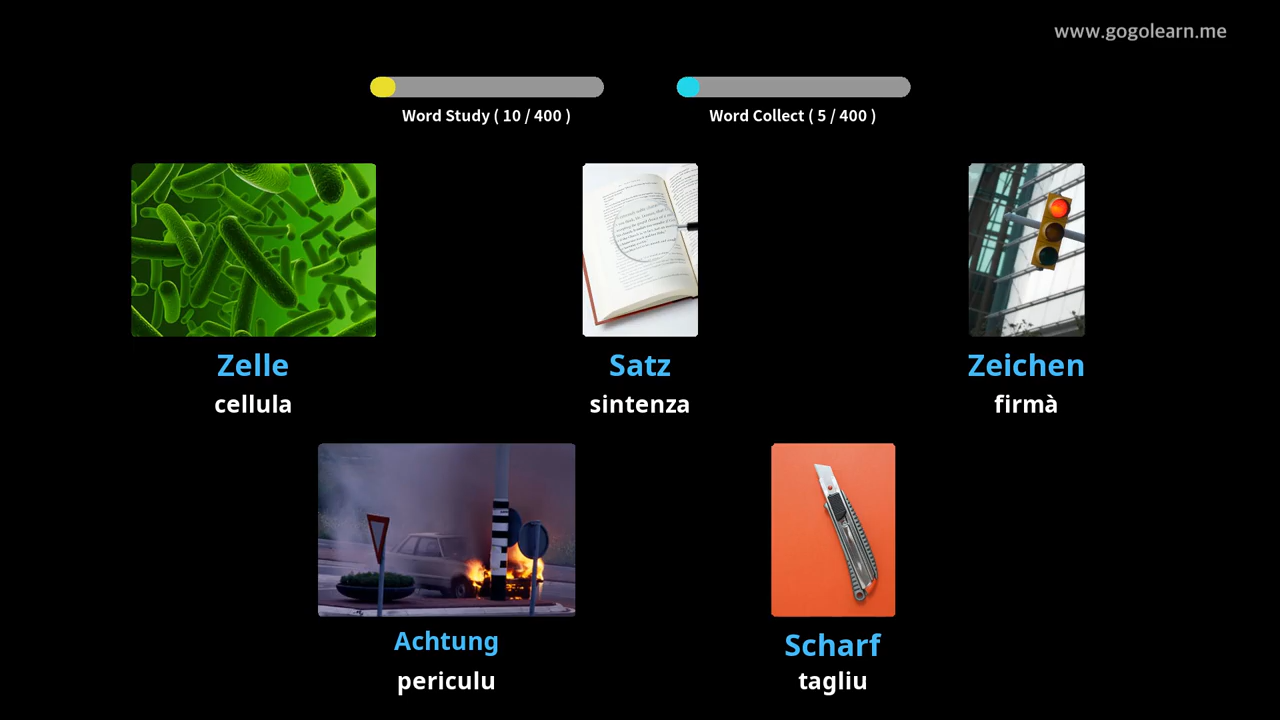 www.gogolearn.me
Word Study ( 10 / 400 )
Word Collect ( 5 / 400 )
Zelle
cellula
Satz
sintenza
Zeichen
firmà
Achtung
periculu
Scharf
tagliu